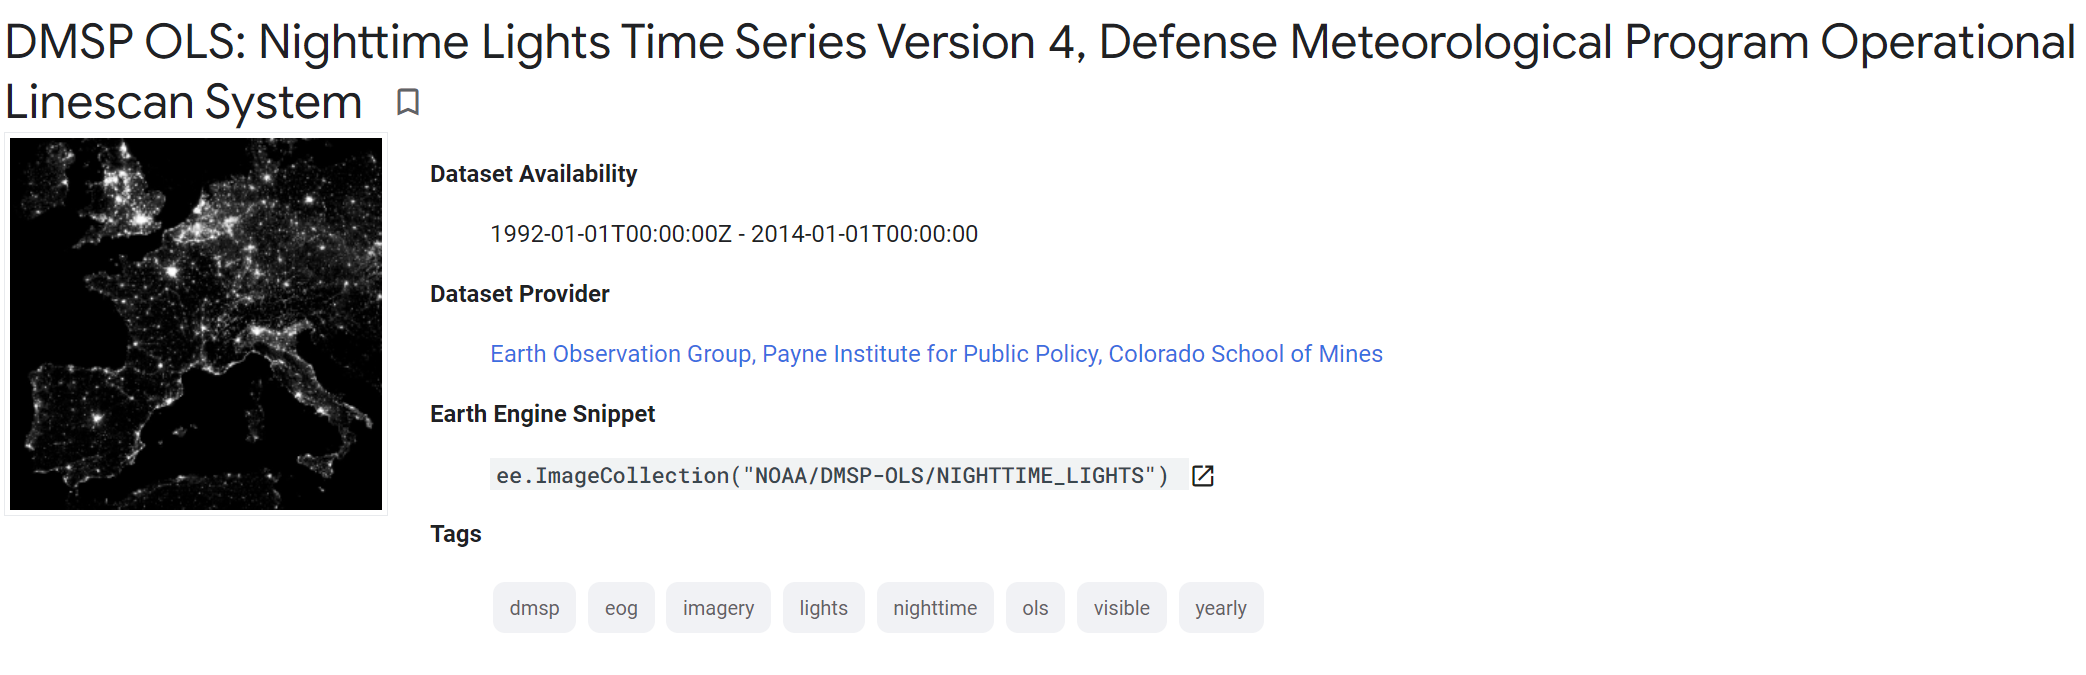 DMSP OLS: Nighttime Lights Time Series Version 4, Defense Meteorological Program Operational
Linescan System
Dataset Availability
1992-01-01T00:00:00Z - 2014-01-01T00:00:00
Dataset Provider
Earth Observation Group, Payne Institute for Public Policy, Colorado School of Mines
Earth Engine Snippet
ee.ImageCollection("NOAA/DMSP-OLS/NIGHTTIME_LIGHTS")
Tags
dmsp eog imagery lights nighttime ols visible yearly